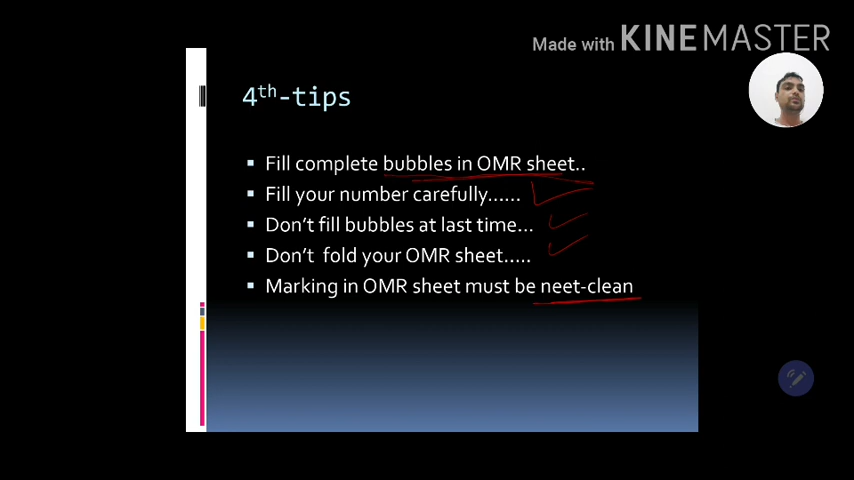 Made with KINEMASTER
4th-tips
Fill complete bubbles in OMR sheet..
Fill your number carefully......
Don't fill bubbles at last time...
Don't fold your OMR sheet.....
Marking in OMR sheet must be neet-clean